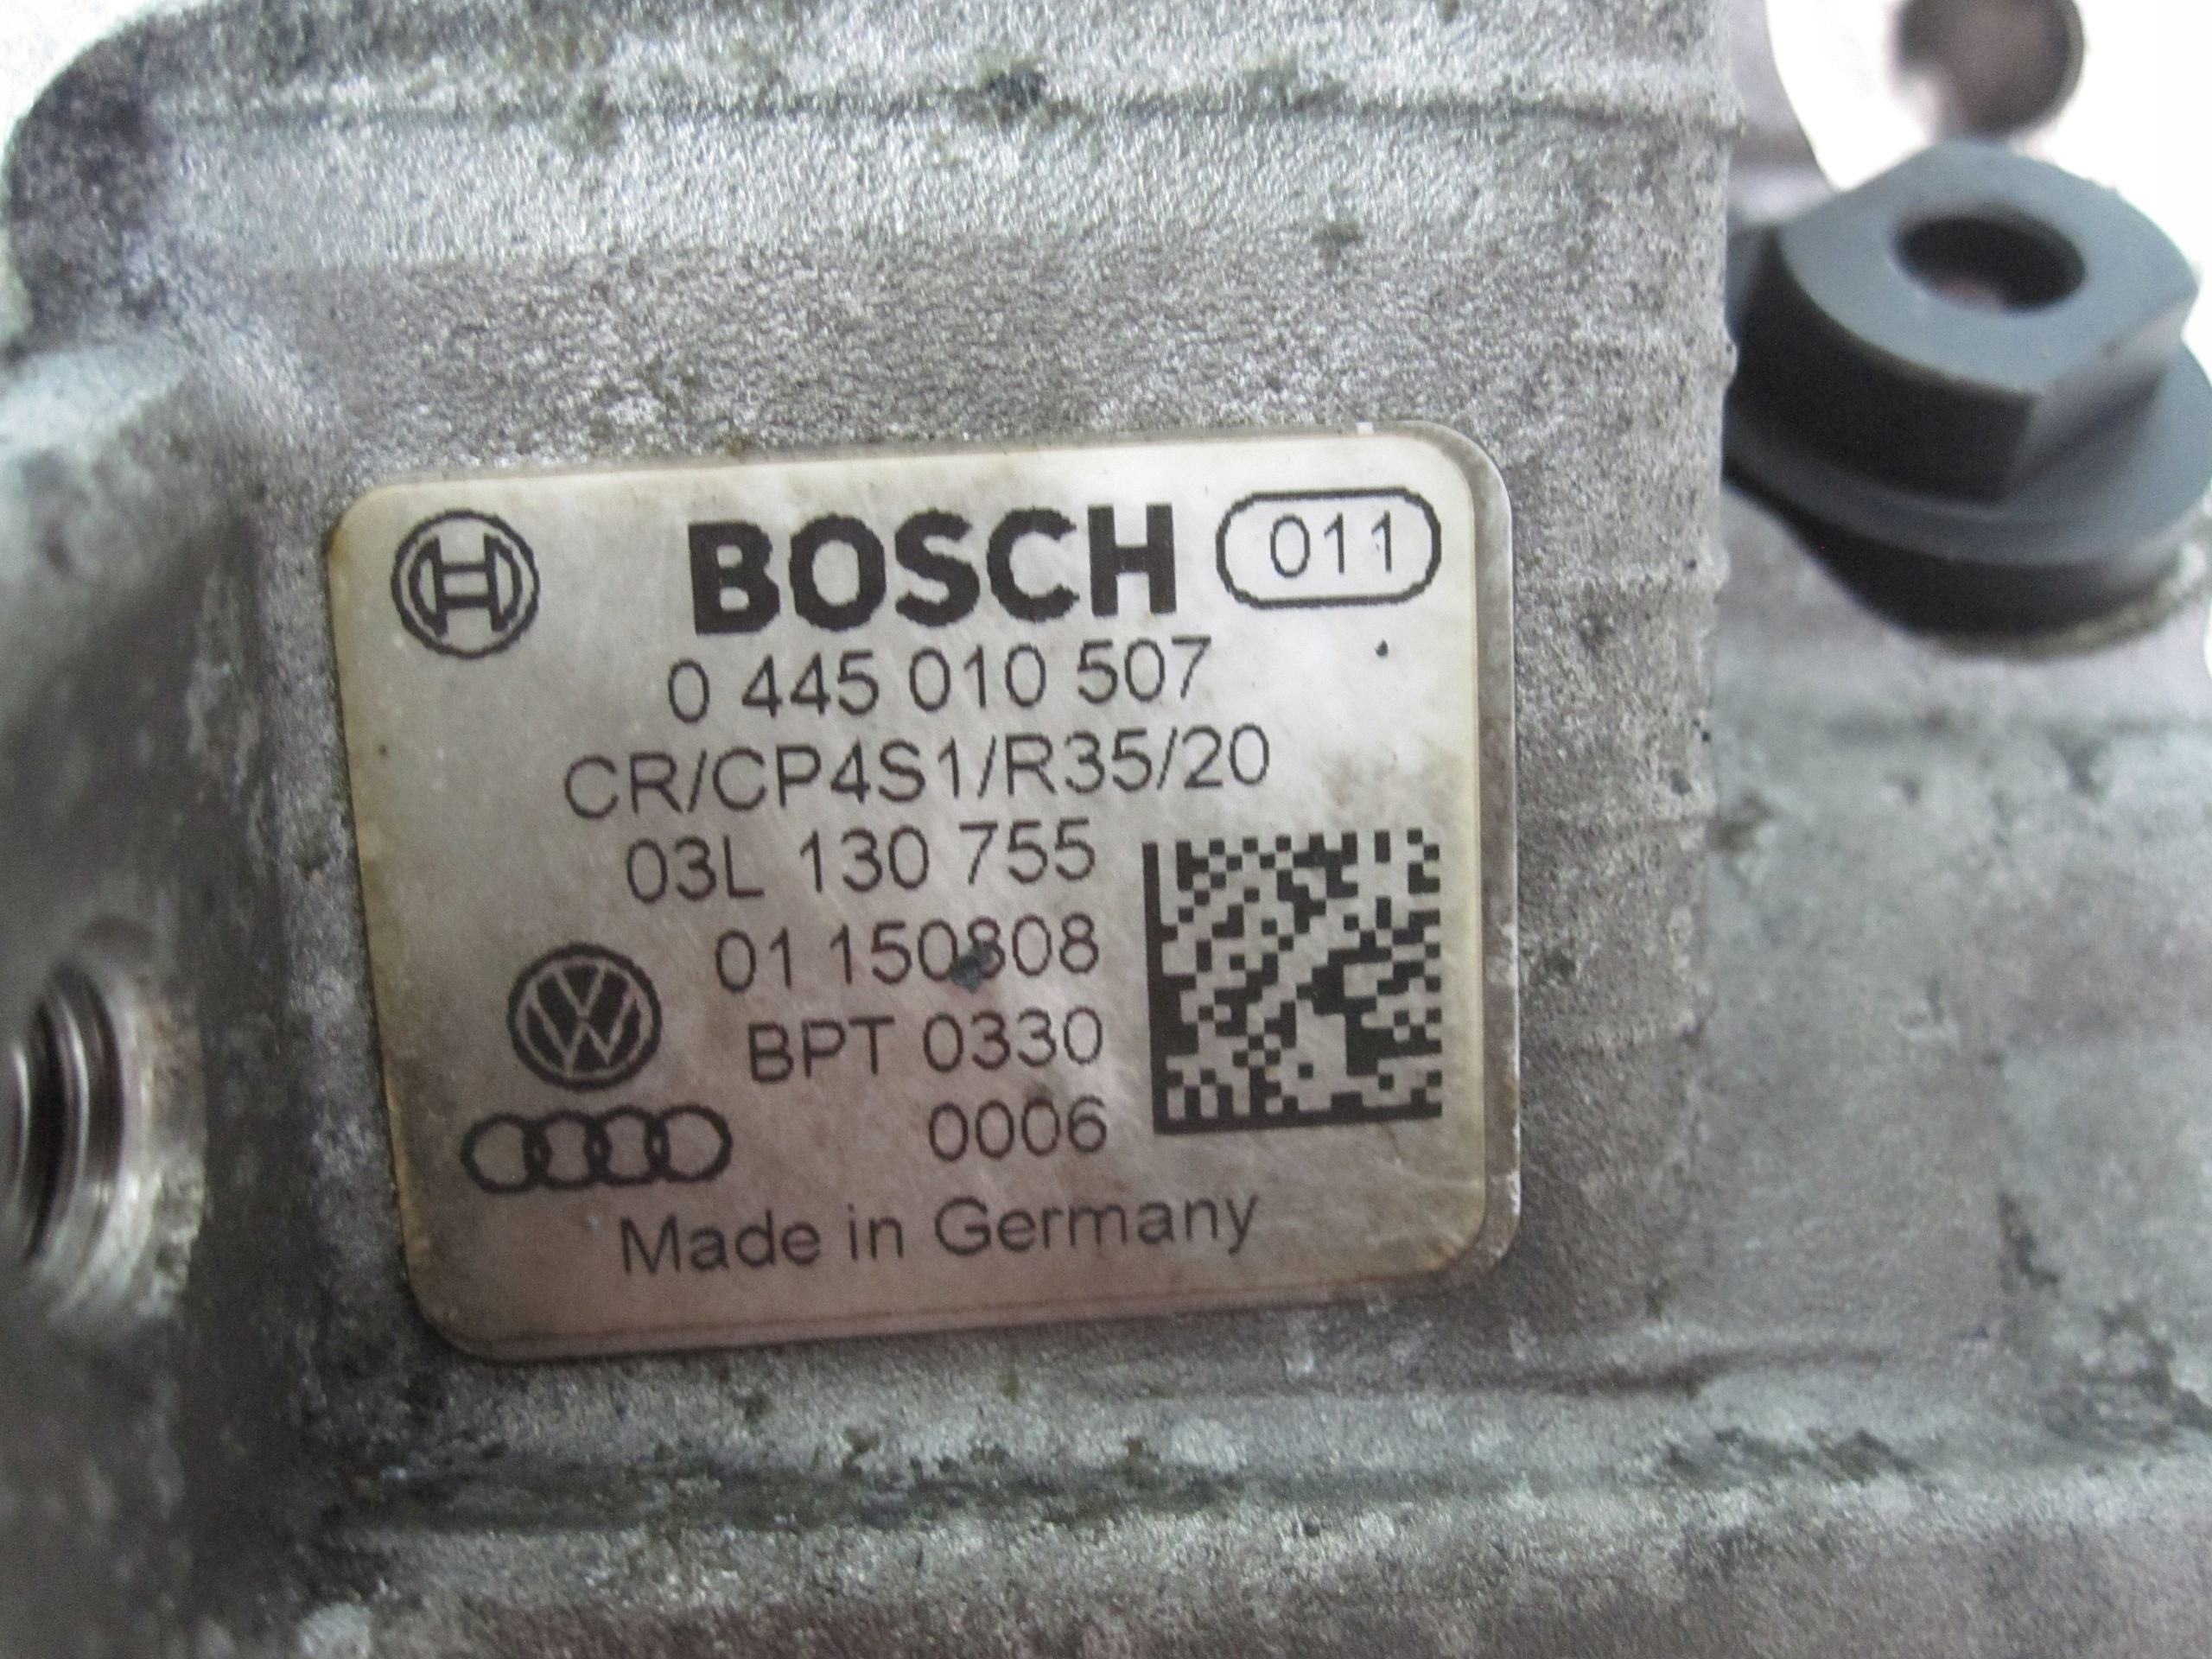 BOSCH 011
0 445 010 507
CR/CP4S1/R35/20
03L 130 755
01 150808
BPT 0330
0006
Made in Germany